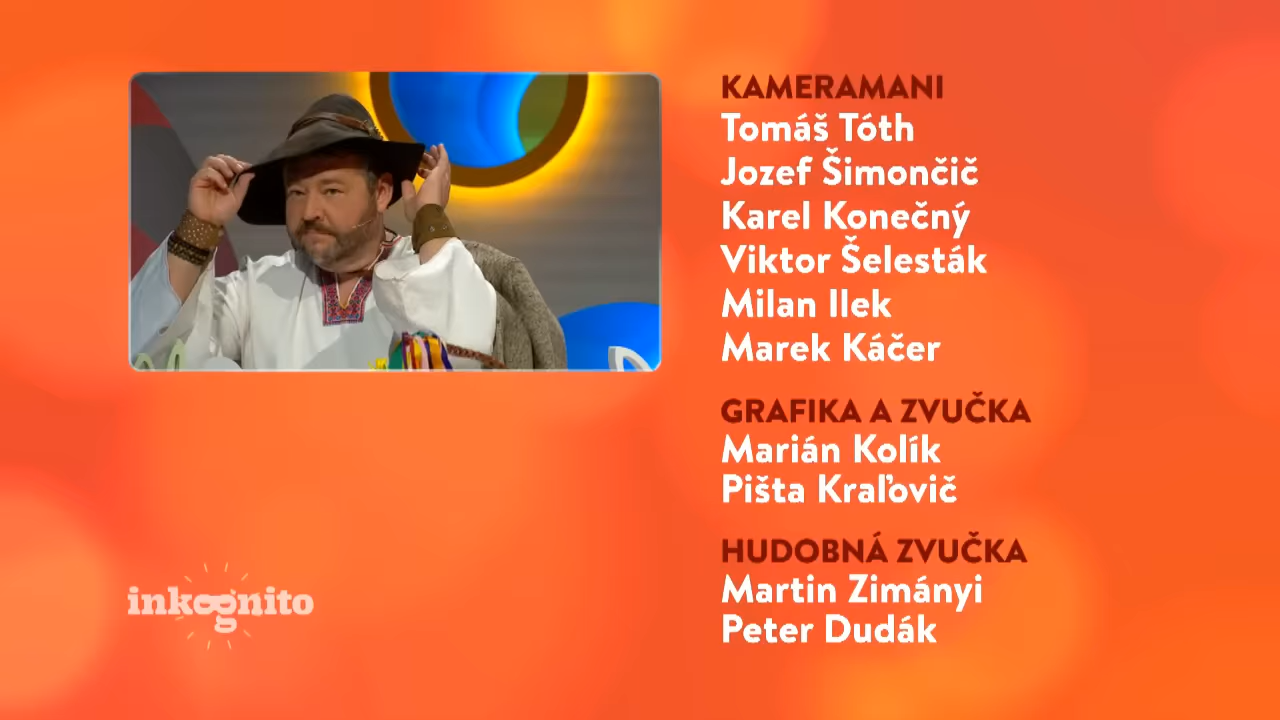 KAMERAMANI
Tomáš Tóth
Jozef Šimončič
Karel Konečný
Viktor Šelesták
Milan Ilek
Marek Káčer
GRAFIKA A ZVUČKA
Marián Kolík
Pišta Kraľovič
HUDOBNÁ ZVUČKA
Martin Zimányi
Peter Dudák
inkognito